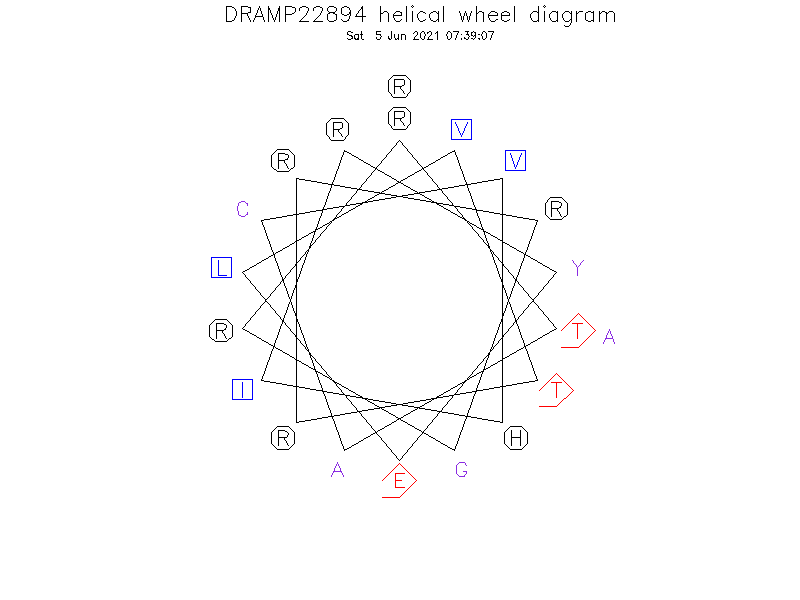 DRAMP22894 helical wheel diagram
Sat 5 Jun 2021 07:39:07
R
R
R V
R V
C R
L Y
R T A
I T
R H
A G
E